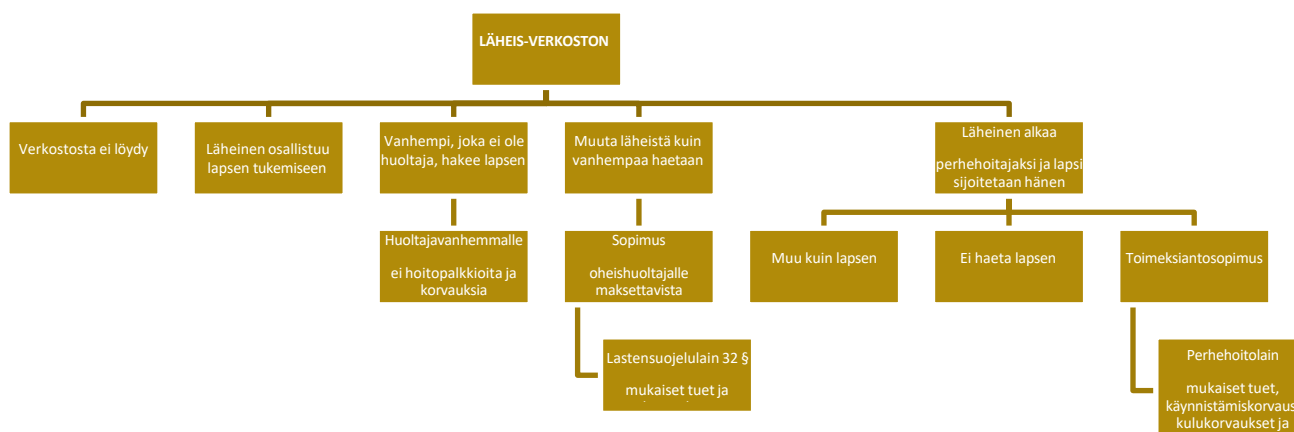 LÄHEIS-VERKOSTON
Verkostosta ei löydy
Läheinen osallistuu
lapsen tukemiseen
Vanhempi, joka ei ole
huoltaja, hakee lapsen
Muuta läheistä kuin
vanhempaa haetaan
Läheinen alkaa
perhehoitajaksi ja lapsi
sijoitetaan hänen
Huoltajavanhemmalle
ei hoitopalkkioita ja
korvauksia
Sopimus
oheishuoltajalle
maksettavista
Muu kuin lapsen
Ei haeta lapsen
Toimeksiantosopimus
Lastensuojelulain 32 §
mukaiset tuet ja
Perhehoitolain
mukaiset tuet,
käynnistämiskorvaus
kulukorvaukset ja